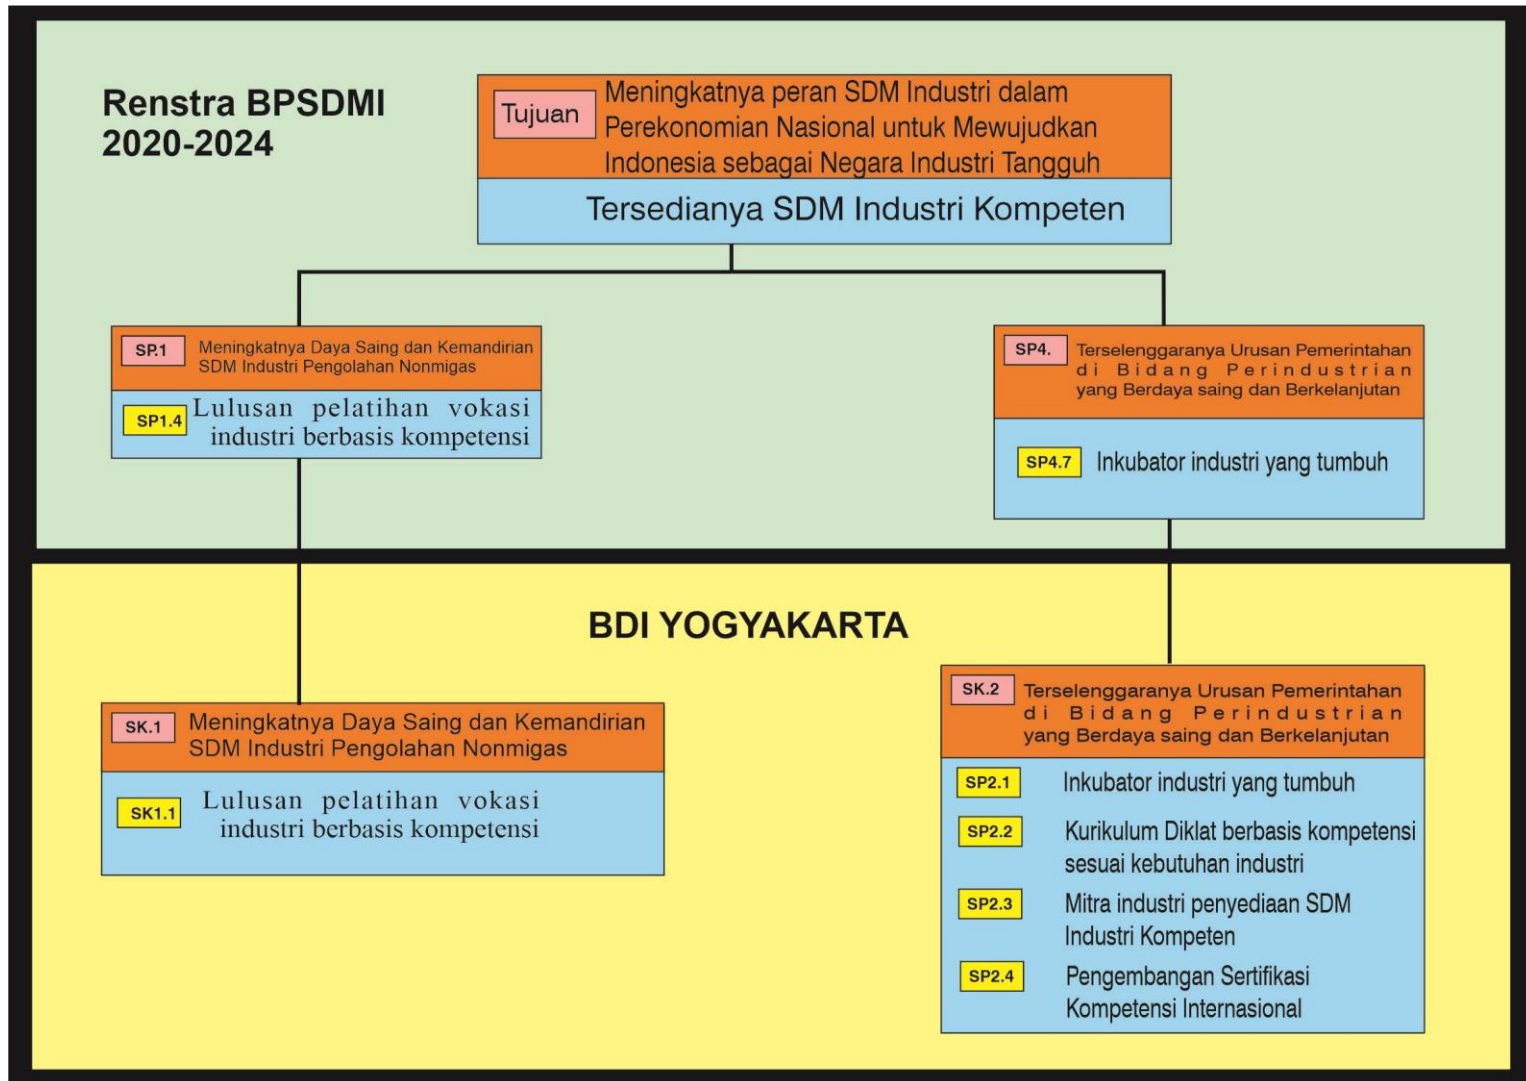 Renstra BPSDMI
2020-2024
Tujuan
Meningkatnya peran SDM Industri dalam
Perekonomian Nasional untuk Mewujudkan
Indonesia sebagai Negara Industri Tangguh
Tersedianya SDM Industri Kompeten
SP.1
Meningkatnya Daya Saing dan Kemandirian
SDM Industri Pengolahan Nonmigas
SP1.4
Lulusan pelatihan vokasi
industri berbasis kompetensi
SP4.
Terselenggaranya Urusan Pemerintahan
di Bidang Perindustrian
yang Berdaya saing dan Berkelanjutan
SP4.7
Inkubator industri yang tumbuh
BDI YOGYAKARTA
SK.1
Meningkatnya Daya Saing dan Kemandirian
SDM Industri Pengolahan Nonmigas
SK1.1
Lulusan pelatihan vokasi
industri berbasis kompetensi
SK.2
Terselenggaranya Urusan Pemerintahan
di Bidang Perindustrian
yang Berdaya saing dan Berkelanjutan
SP2.1
Inkubator industri yang tumbuh
SP2.2
Kurikulum Diklat berbasis kompetensi
sesuai kebutuhan industri
SP2.3
Mitra industri penyediaan SDM
Industri Kompeten
SP2.4
Pengembangan Sertifikasi
Kompetensi Internasional